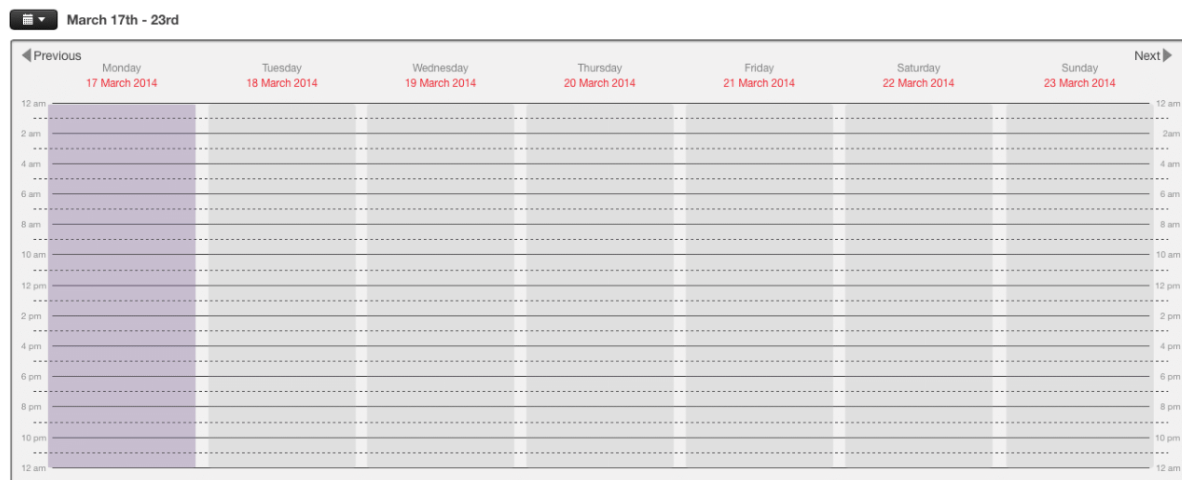 March 17th - 23rd
Previous
Next
Monday Tuesday Wednesday Thursday Friday Saturday Sunday
17 March 2014 18 March 2014 19 March 2014 20 March 2014 21 March 2014 22 March 2014 23 March 2014
12 am 12 am
2 am 2am
4 am 4 am
6 am 6 am
8 am 8 am
10 am 10 am
12 pm 12 pm
2 pm 2 pm
4 pm 4 pm
6 pm 6 pm
8 pm 8 pm
10 pm 10 pm
12 am 12 am